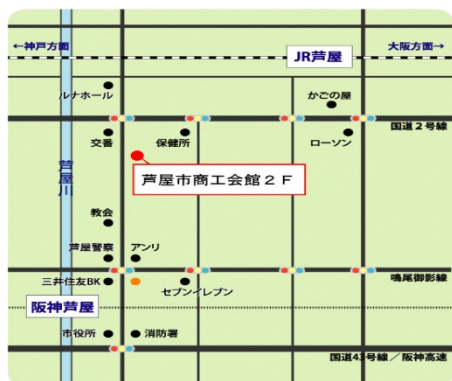 ←神戸方面
大阪方面→
JR芦屋
ルナホール
かごの屋
国道2号線
交番
保健所
ローソン
芦屋市商工会館2F
芦屋川
教会
芦屋警察
アンリ
鳴尾御影線
三井住友BK
セブンイレブン
阪神芦屋
市役所
消防署
国道43号線／阪神高速